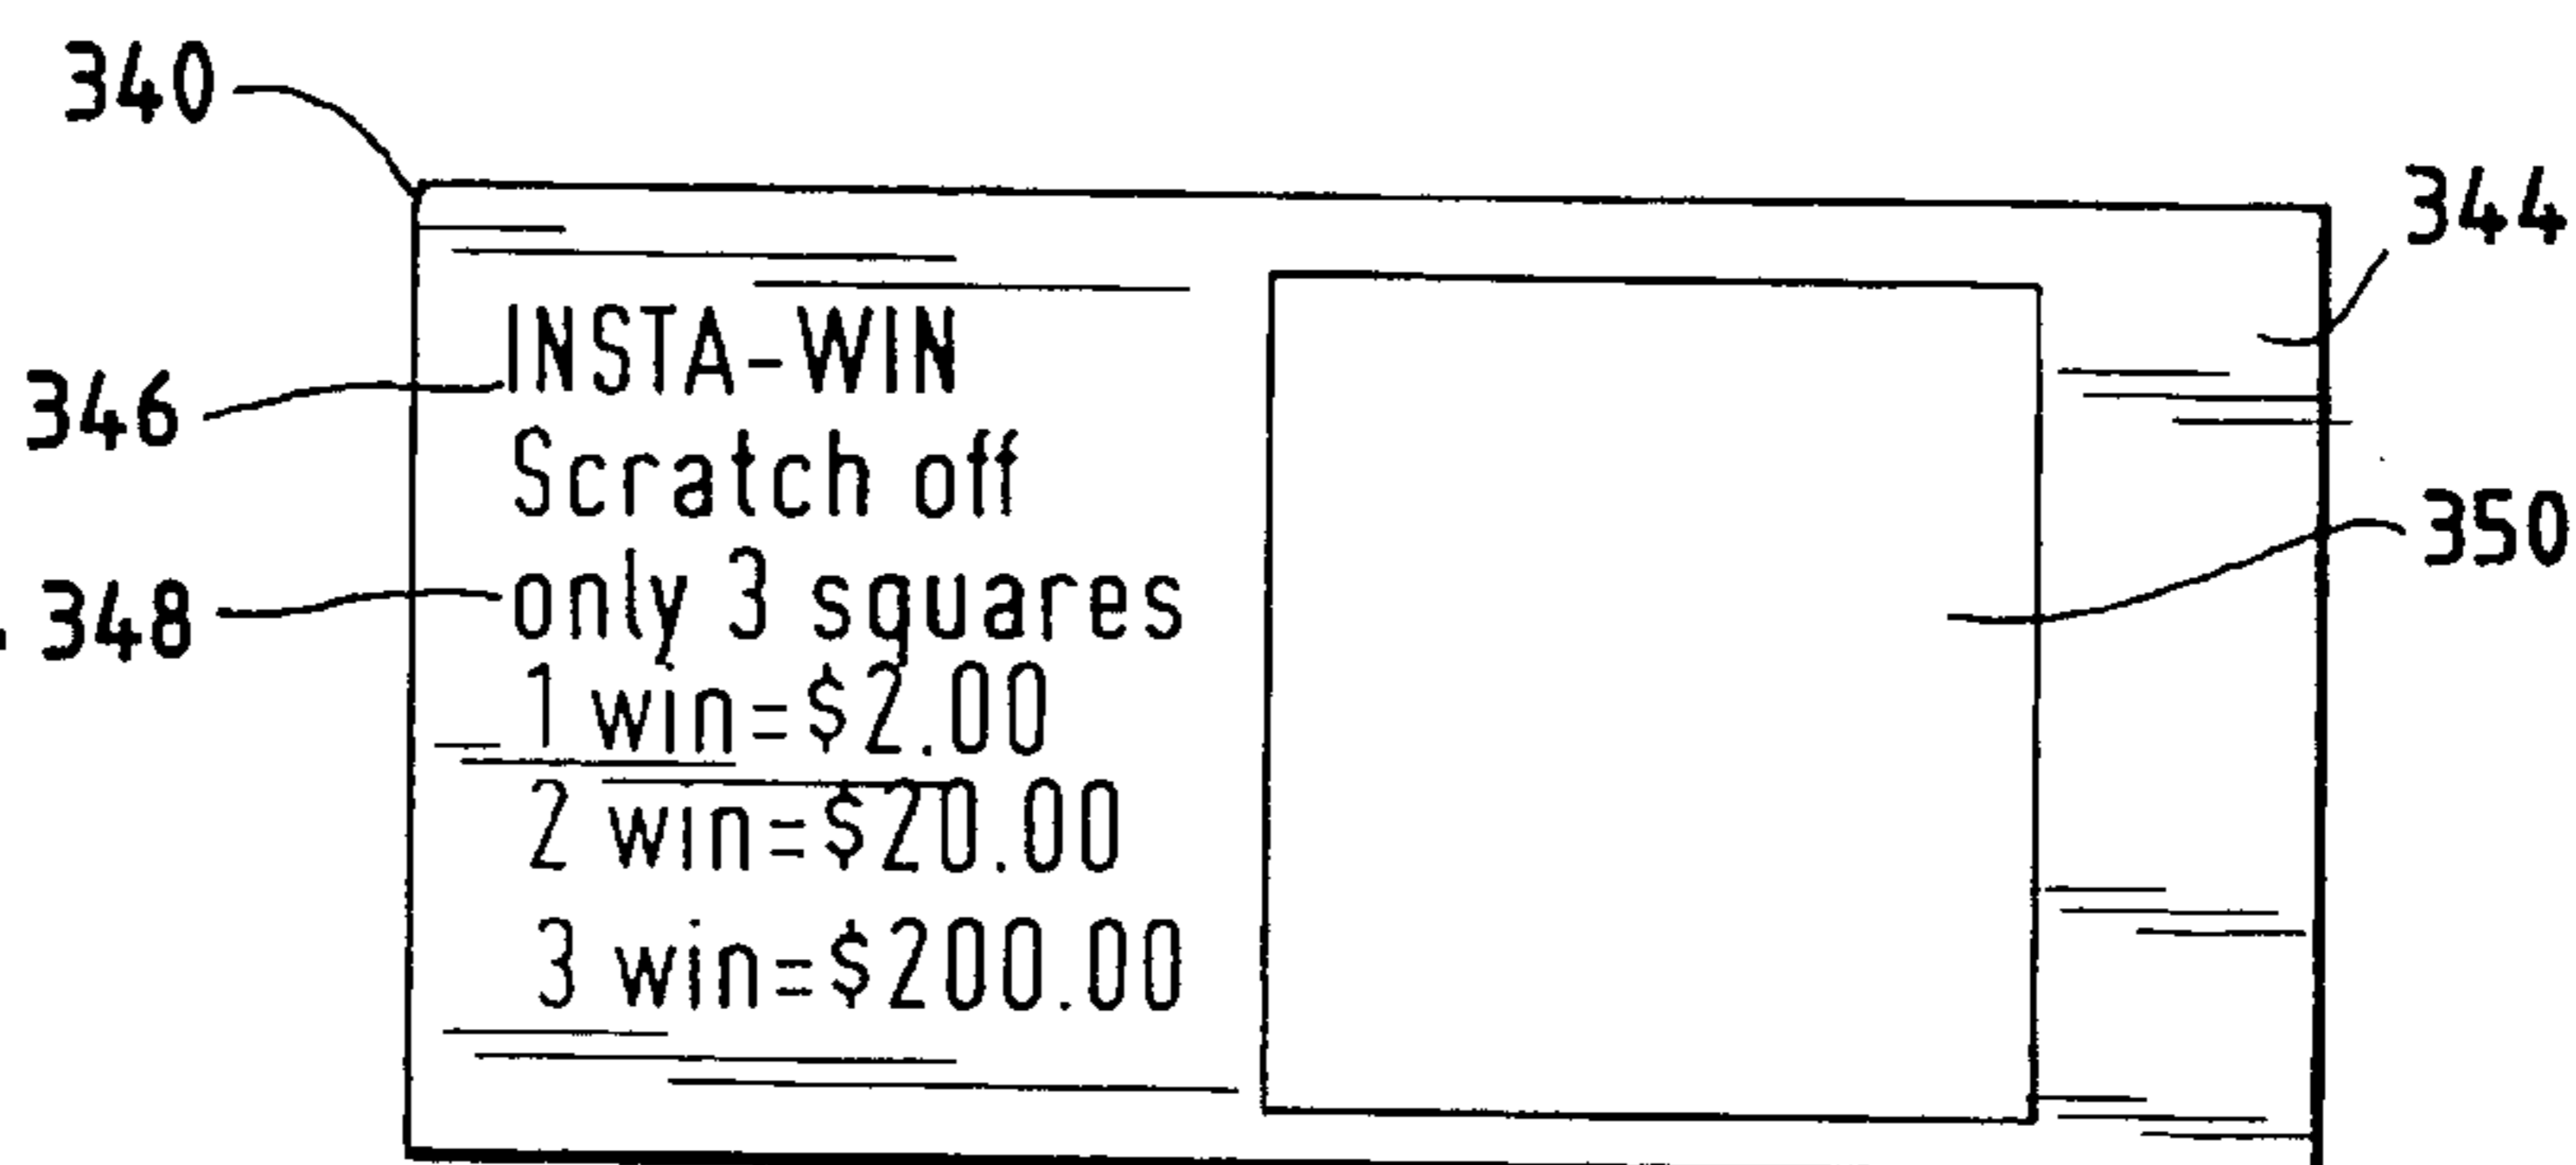 340
344
INSTA-WIN
346
Scratch off
350
only 3 squares
348
1 win=$2.00
2 win=$20.00
3 win=$200.00